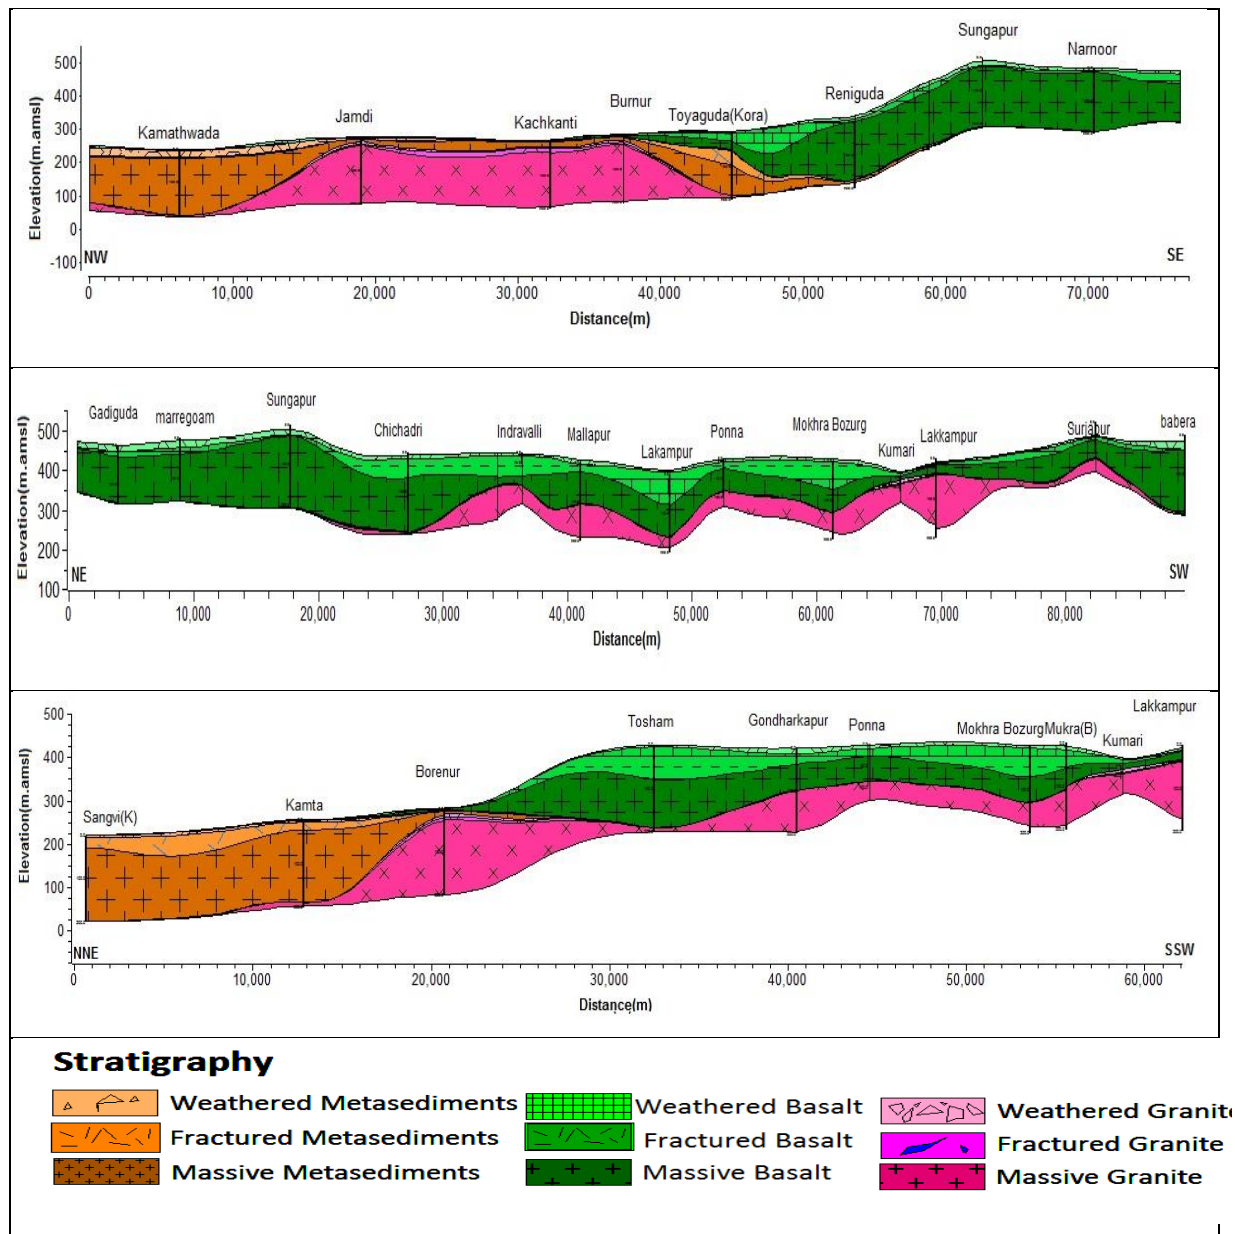 Sungapur
Narnoor
Reniguda
Burnur
Toyaguda(Kora)
Jamdi
Kachkanti
Kamathwada
Elevation(m.amsl)
500
400
300
200
100
0
-100
NW
SE
0 10,000 20,000 30,000 40,000 50,000 60,000 70,000
Distance(m)
Gadiguda
marregoam
Sungapur
Chichadri
Indravalli
Mallapur
Lakampur
Ponna
Mokhra Bozurg
Kumari
Lakkampur
Surjapur
babera
Elevation(m.amsl)
500
400
300
200
100
NE
SW
0 10,000 20,000 30,000 40,000 50,000 60,000 70,000 80,000
Distance(m)
Lakkampur
Tosham
Gondharkapur
Ponna
Mokhra BozurgMukra(B)
Kumari
Borenur
Kamta
Sangvi(K)
Elevation(m.amsl)
500
400
300
200
100
0
NNE
SSW
0 10,000 20,000 30,000 40,000 50,000 60,000
Distance(m)
Stratigraphy
Weathered Metasediments Weathered Basalt Weathered Granite
Fractured Metasediments Fractured Basalt Fractured Granite
Massive Metasediments Massive Basalt Massive Granite